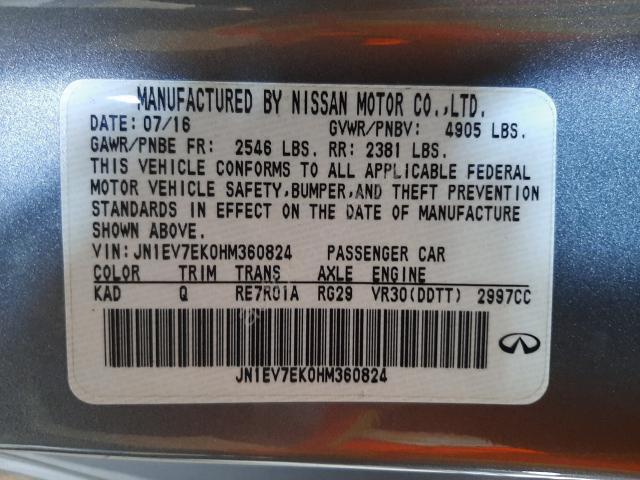 MANUFACTURED BY NISSAN MOTOR CO.,LTD.
DATE: 07/16 GVWR/PNBV: 4905 LBS.
GAWR/PNBE FR: 2546 LBS. RR: 2381 LBS.
THIS VEHICLE CONFORMS TO ALL APPLICABLE FEDERAL
MOTOR VEHICLE SAFETY,BUMPER,AND THEFT PREVENTION
STANDARDS IN EFFECT ON THE DATE OF MANUFACTURE
SHOWN ABOVE.
VIN:JN1EV7EK0HM360824 PASSENGER CAR
COLOR TRIM TRANS AXLE ENGINE
KAD Q RE7R01A RG29 VR30(DDTT) 2997CC
JN1EV7EK0HM360824